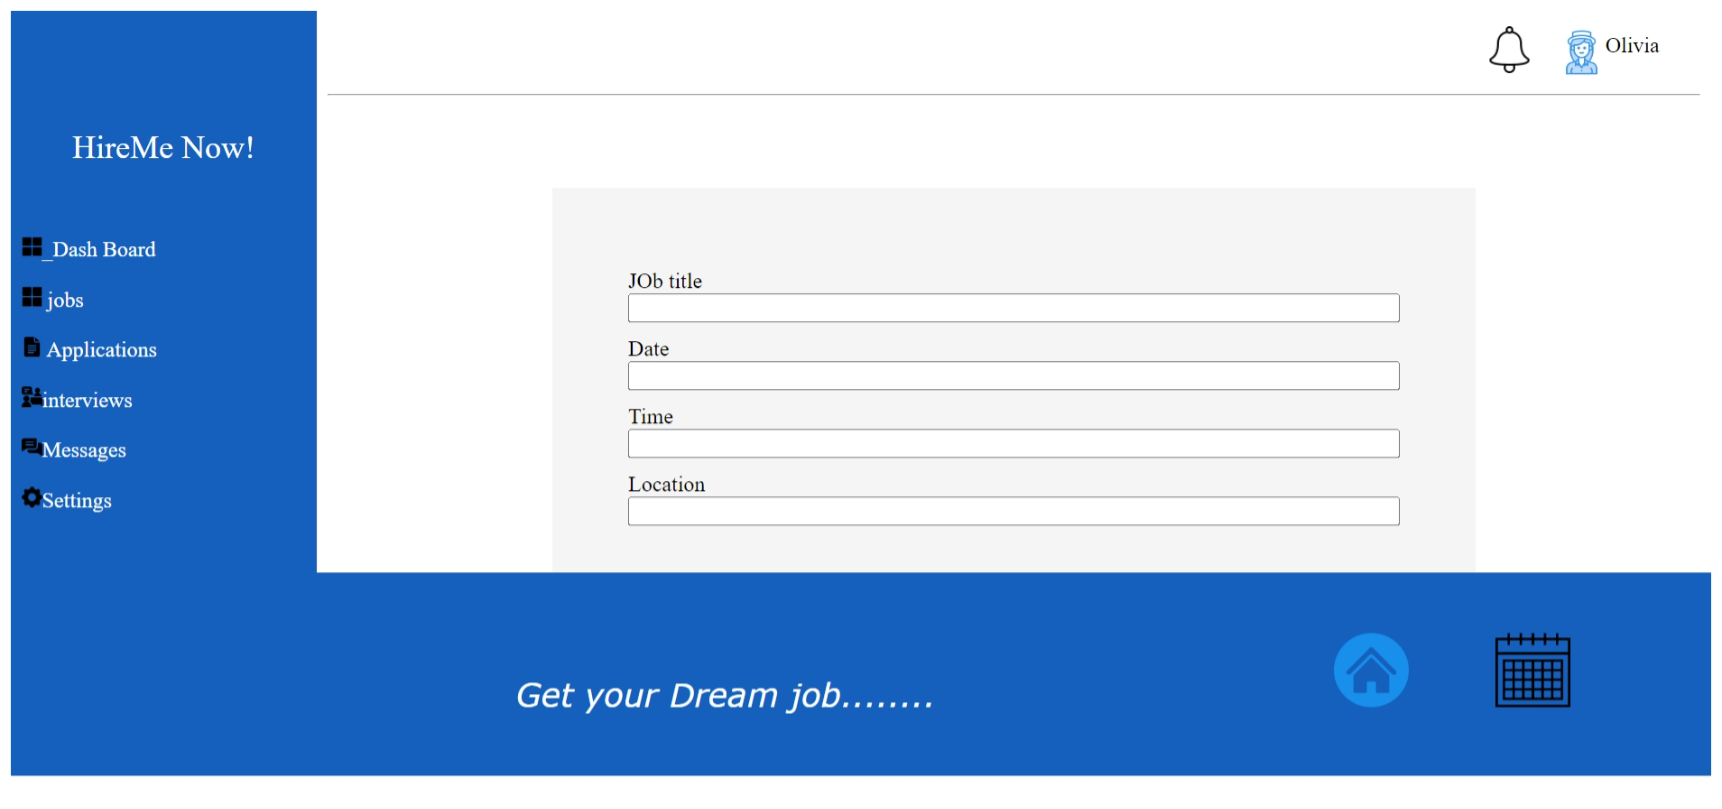 Olivia
HireMe Now!
_Dash Board
jobs
Applications
interviews
Messages
Settings
JOb title
Date
Time
Location
Get your Dream job........